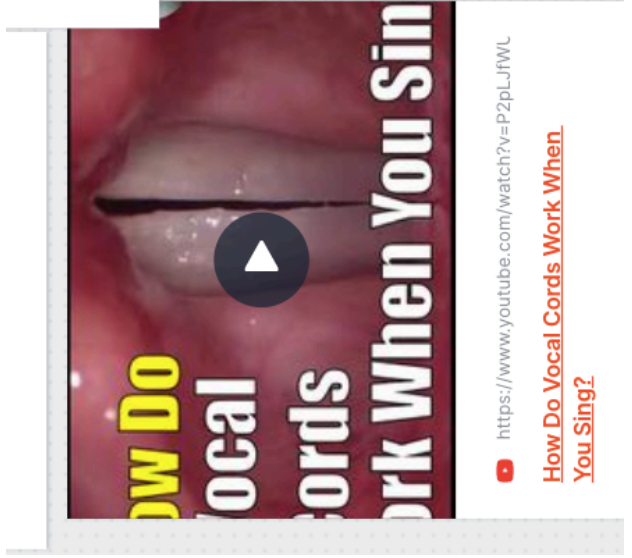 ow Do
ocal
ords
ork When You Sin
https://www.youtube.com/watch?v=P2pLJfWU
How Do Vocal Cords Work When
You Sing?